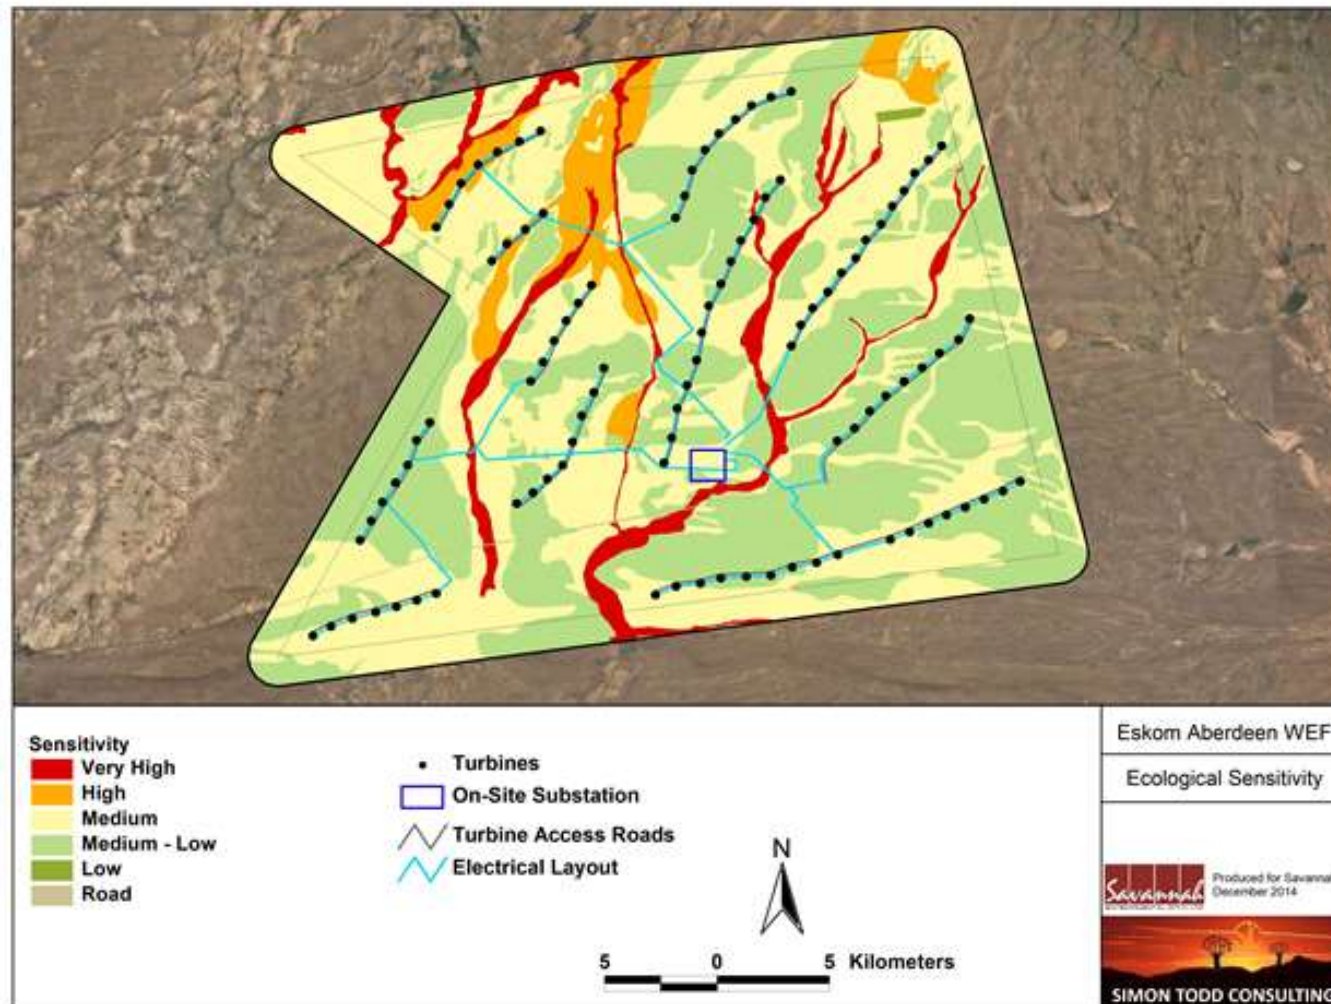 Sensitivity
Very High
High
Medium
Medium - Low
Low
Road
Turbines
On-Site Substation
Turbine Access Roads
Electrical Layout
N
5 0 5 Kilometers
Eskom Aberdeen WEF
Ecological Sensitivity
Savannah
Produced for Savannah
December 2014
SIMON TODD CONSULTING